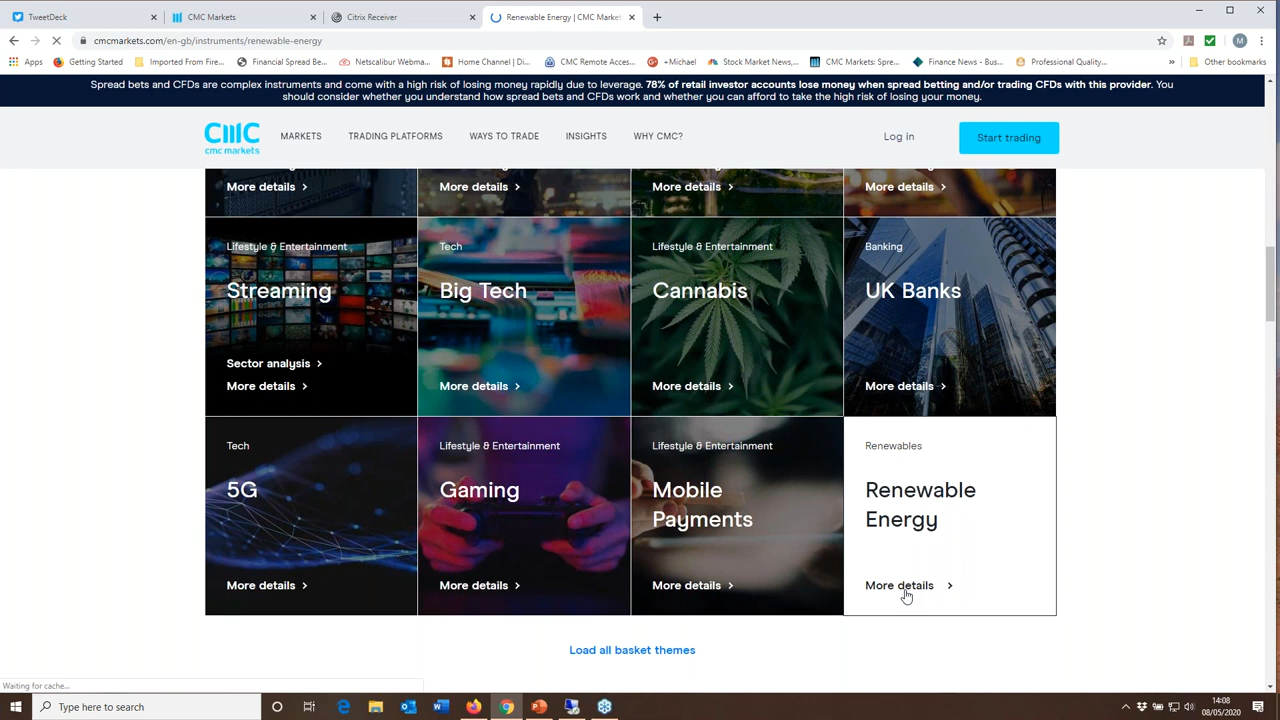 TweetDeck
CMC Markets
Citrix Receiver
Renewable Energy | CMC Marke
cmcmarkets.com/en-gb/instruments/renewable-energy
M
Apps
Getting Started
Imported From Fire...
Financial Spread Be...
Netscalibur Webma...
Home Channel | Di...
CMC Remote Acces...
+Michael
Stock Market News,...
CMC Markets: Spre...
Finance News - Bus...
Professional Quality...
»
Other bookmarks
Spread bets and CFDs are complex instruments and come with a high risk of losing money rapidly due to leverage. 78% of retail investor accounts lose money when spread betting and/or trading CFDs with this provider. You
should consider whether you understand how spread bets and CFDs work and whether you can afford to take the high risk of losing your money.
CMC
cmc markets
MARKETS
TRADING PLATFORMS
WAYS TO TRADE
INSIGHTS
WHY CMC?
Log in
Start trading
More details
More details
More details
More details
Lifestyle & Entertainment
Streaming
Sector analysis
More details
Tech
Big Tech
More details
Lifestyle & Entertainment
Cannabis
More details
Banking
UK Banks
More details
Tech
5G
More details
Lifestyle & Entertainment
Gaming
More details
Lifestyle & Entertainment
Mobile
Payments
More details
Renewables
Renewable
Energy
More details
Load all basket themes
Waiting for cache...
Type here to search
14:08
08/05/2020